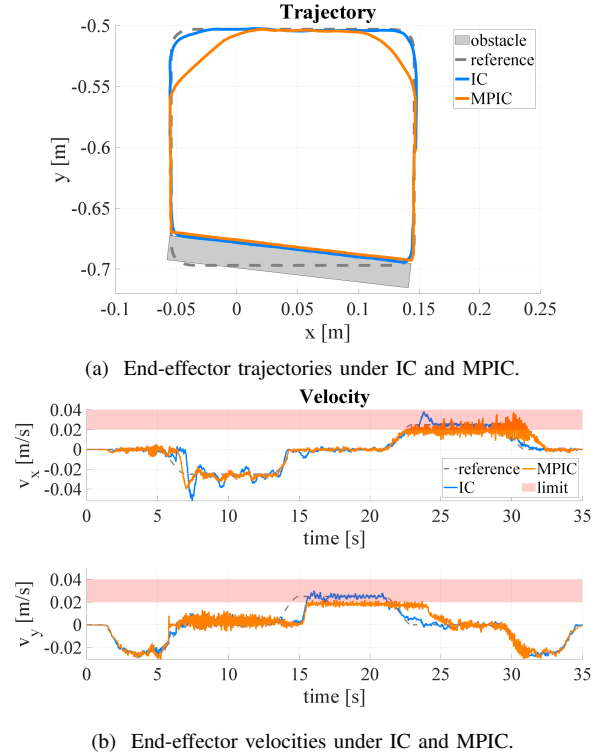 Trajectory
-0.5
-0.55
-0.6
-0.65
-0.7
y [m]
obstacle
reference
IC
MPIC
-0.1 -0.05 0 0.05 0.1 0.15 0.2 0.25
x [m]
(a) End-effector trajectories under IC and MPIC.
Velocity
0.04
0.02
0
-0.02
-0.04
v_x [m/s]
reference MPIC
IC limit
0 5 10 15 20 25 30 35
time [s]
0.04
0.02
0
-0.02
v_y [m/s]
0 5 10 15 20 25 30 35
time [s]
(b) End-effector velocities under IC and MPIC.